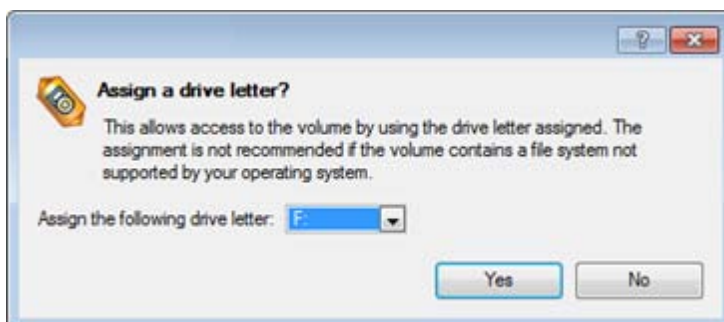 Assign a drive letter?
This allows access to the volume by using the drive letter assigned. The
assignment is not recommended if the volume contains a file system not
supported by your operating system.
Assign the following drive letter: F:
Yes No